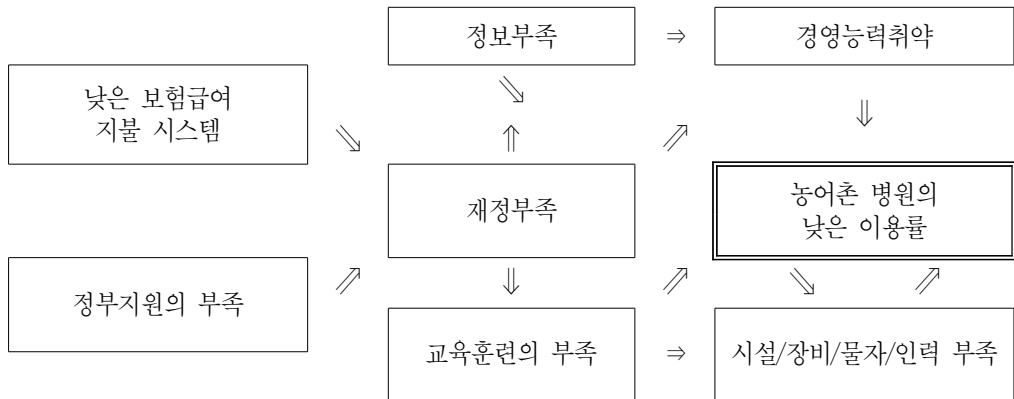 정보부족 ⇒ 경영능력취약
낮은 보험급여
지불 시스템
⇘ ⇘ ⇑ ⇗ ⇓
재정부족
농어촌 병원의
낮은 이용률
정부지원의 부족
⇗ ⇓ ⇗ ⇘ ⇗
교육훈련의 부족 ⇒ 시설/장비/물자/인력 부족